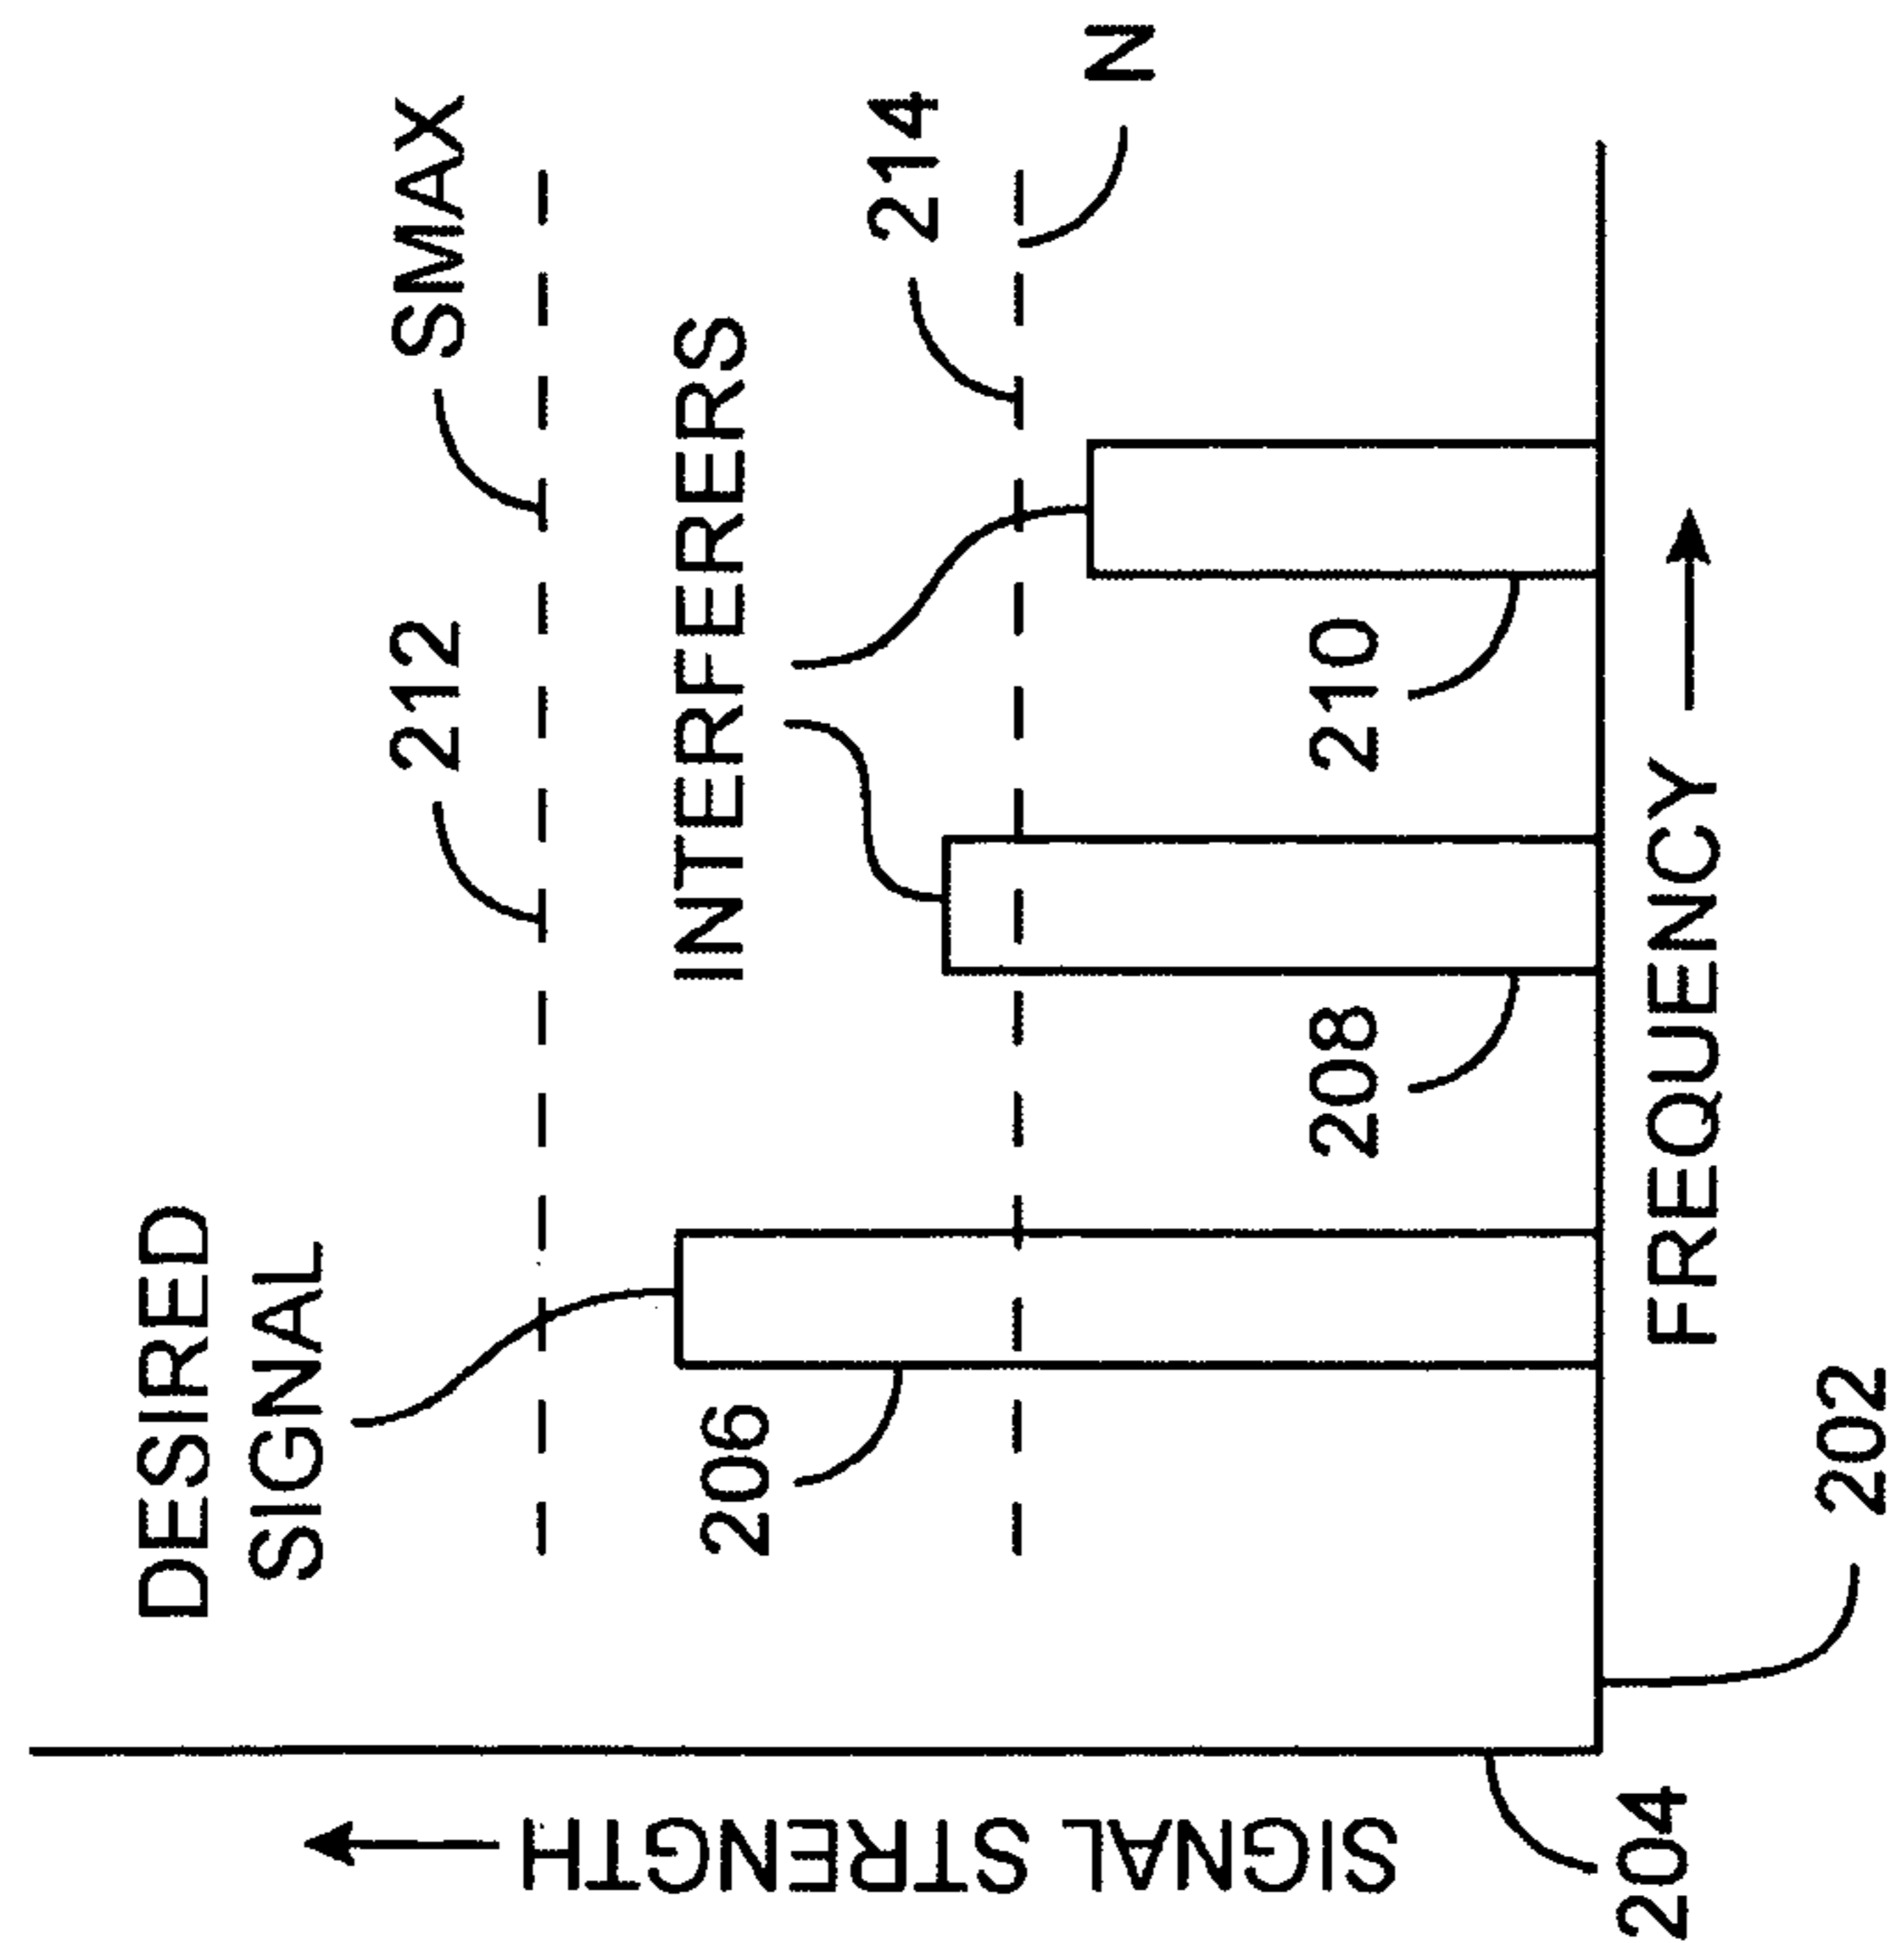 DESIRED
SIGNAL
212
SMAX
INTERFERERS
206
214
N
208
210
SIGNAL STRENGTH
FREQUENCY
204
202